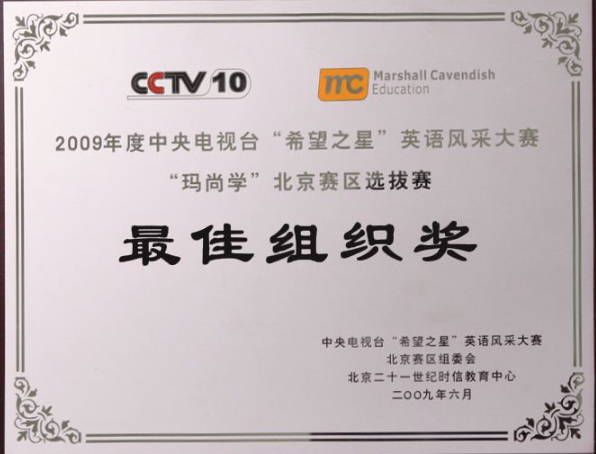 CCTV 10
mc Marshall Cavendish
Education
2009年度中央电视台“希望之星”英语风采大赛
“玛尚学”北京赛区选拔赛
最佳组织奖
中央电视台“希望之星”英语风采大赛
北京赛区组委会
北京二十一世纪时信教育中心
二〇〇九年六月